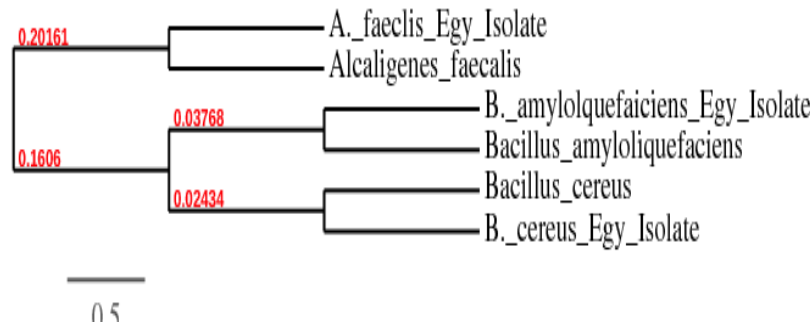 A._faeclis_Egy_Isolate
0.20161
Alcaligenes_faecalis
B._amylolquefaiciens_Egy_Isolate
0.03768
Bacillus_amyloliquefaciens
0.1606
Bacillus_cereus
0.02434
B._cereus_Egy_Isolate
0.5